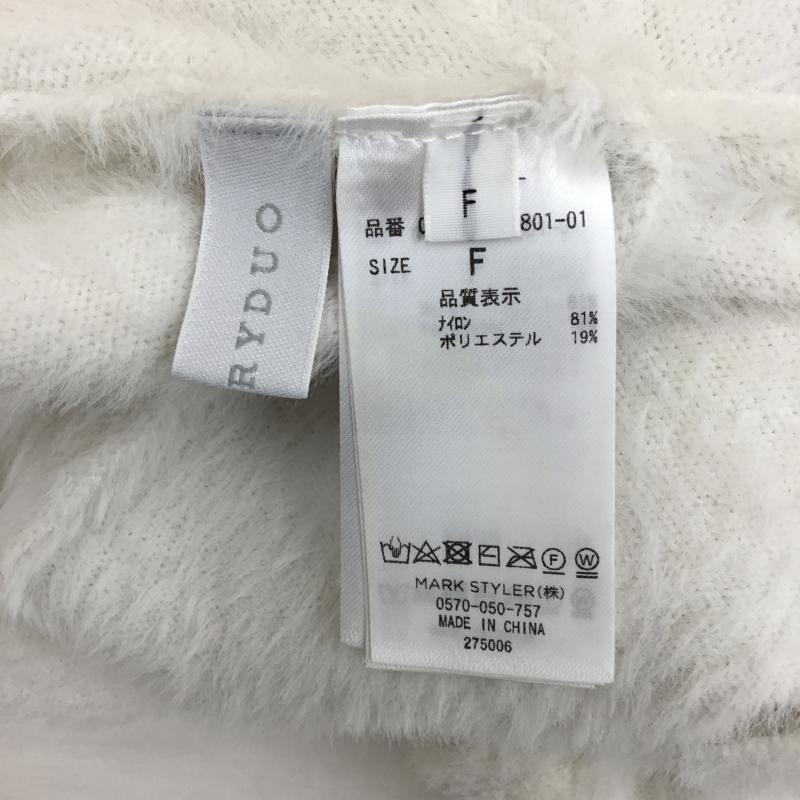 RYDUO
F
品番 0 801-01
SIZE F
品質表示
ﾅｲﾛﾝ 81%
ポリエステル 19%
MARK STYLER(株)
0570-050-757
MADE IN CHINA
275006